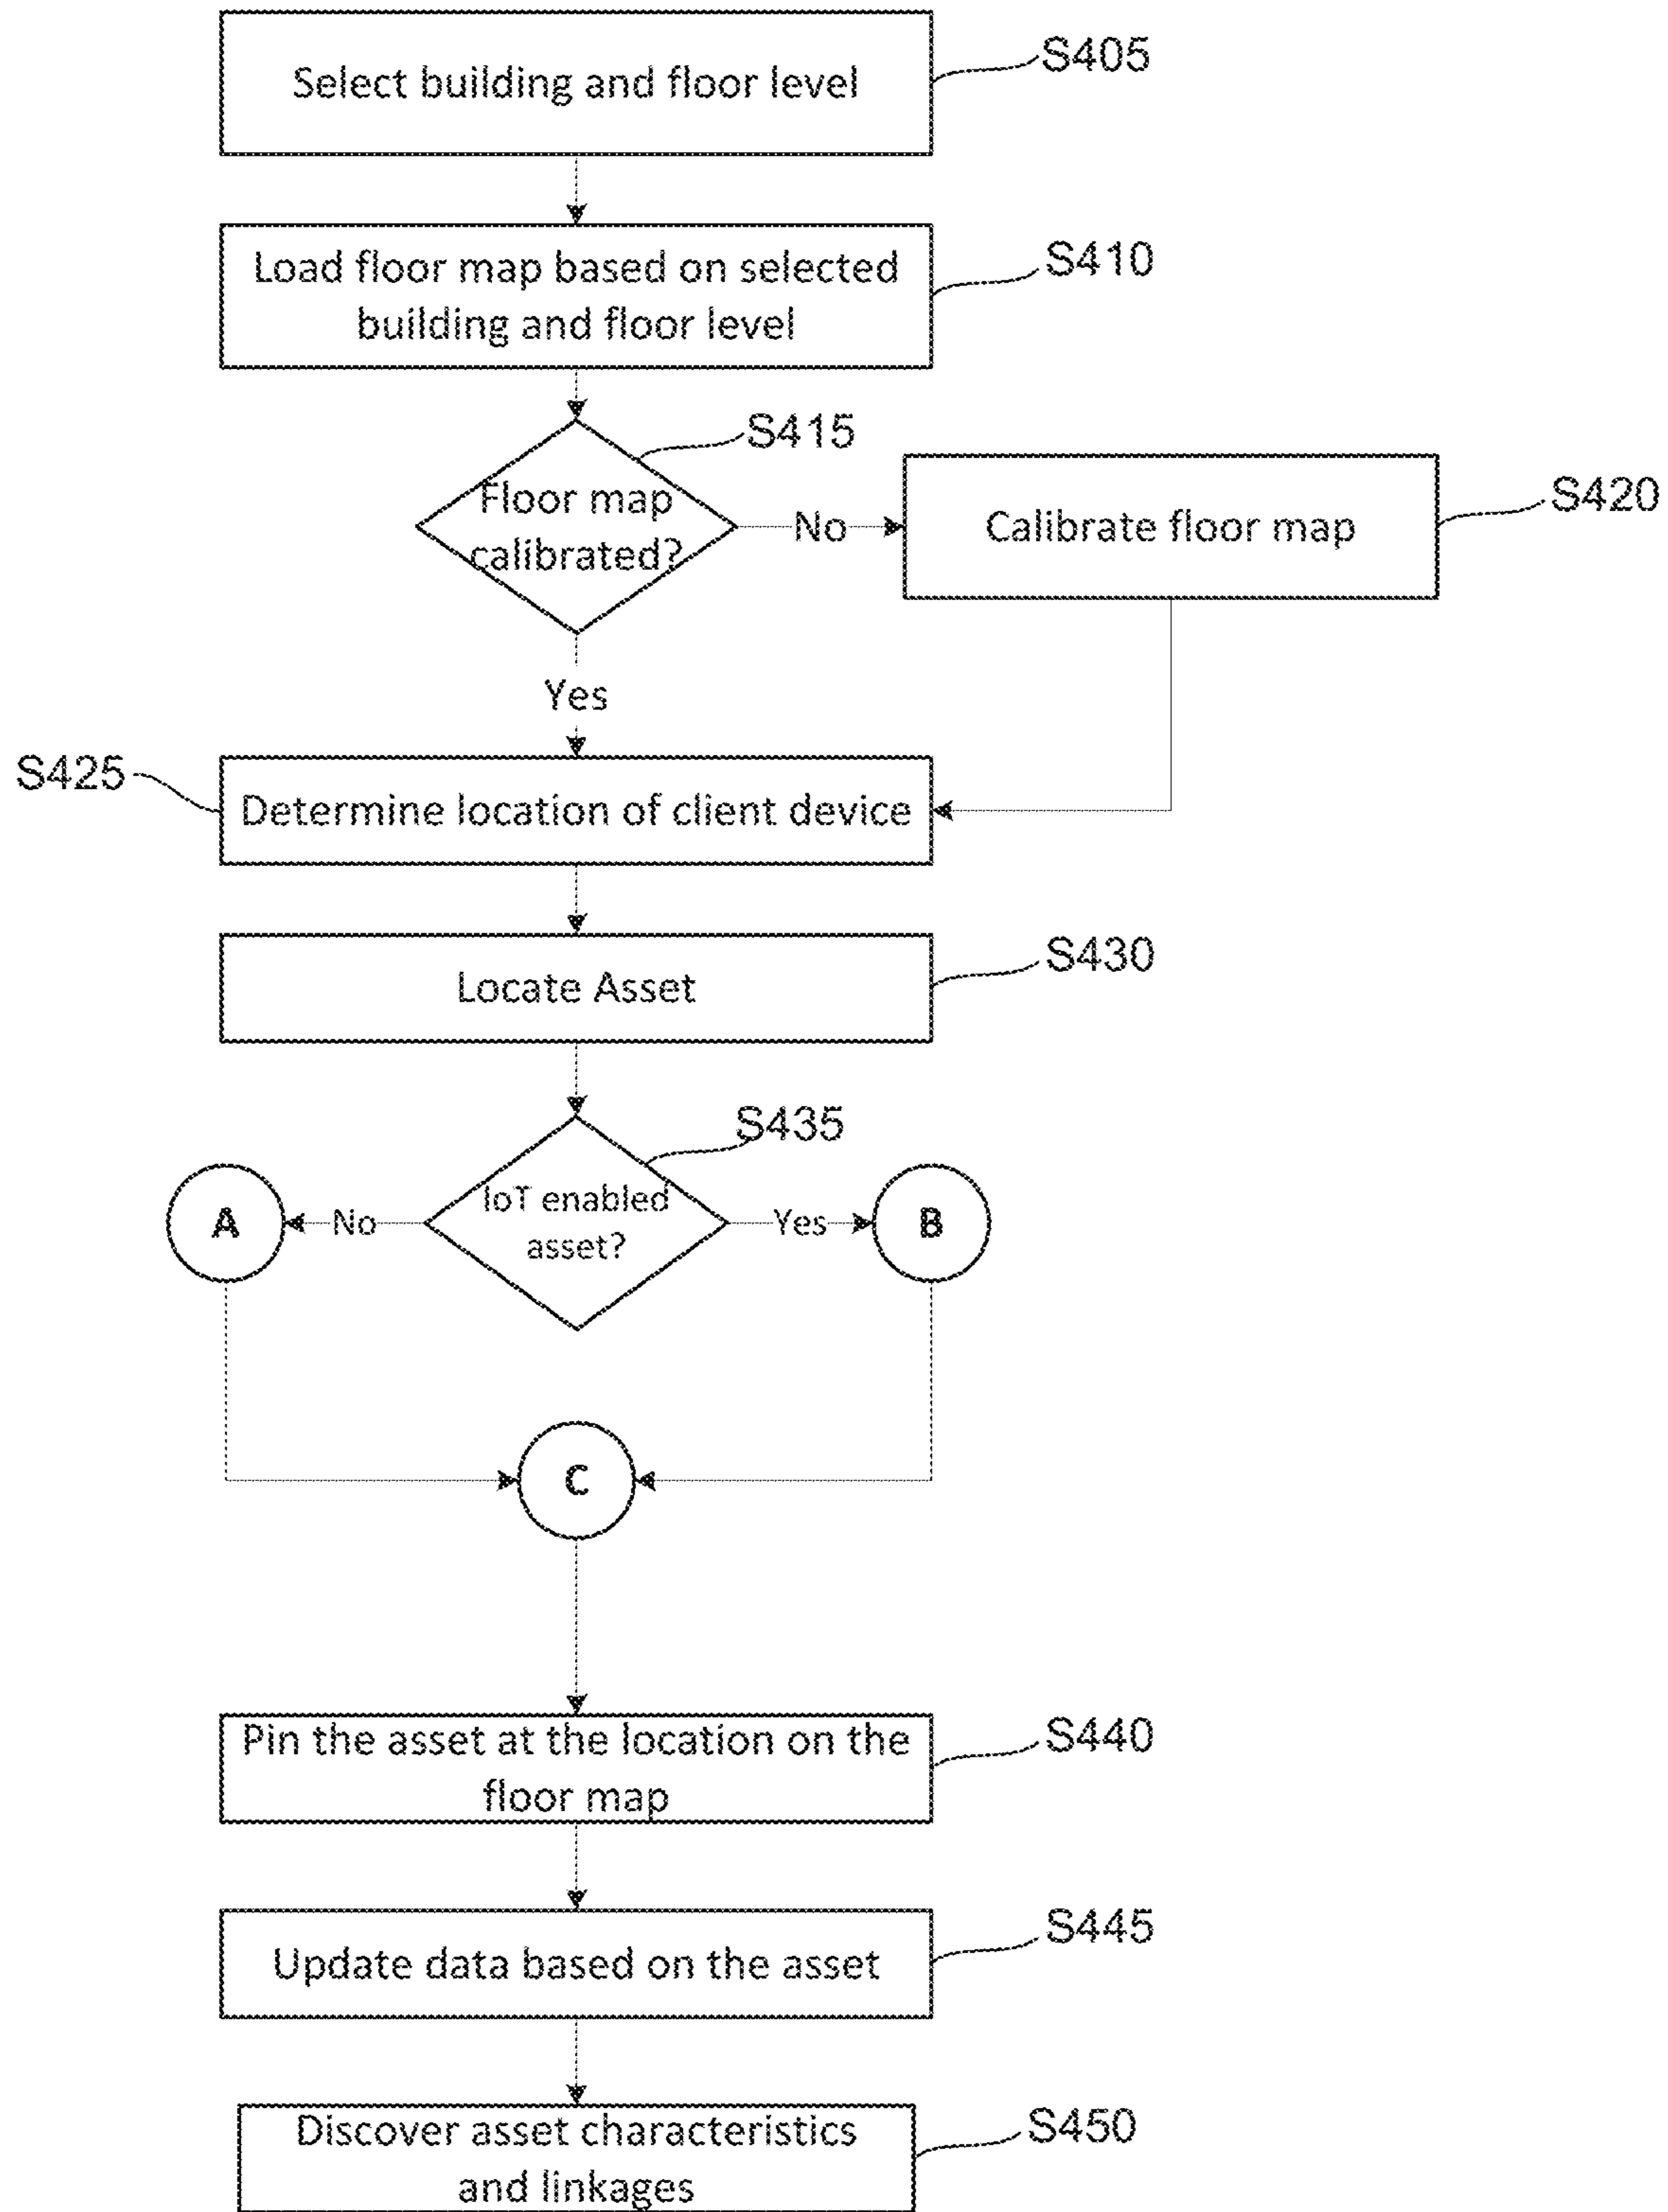 Select building and floor level
S405
Load floor map based on selected
building and floor level
S410
S415
Floor map
calibrated?
No
Calibrate floor map
S420
Yes
S425
Determine location of client device
Locate Asset
S430
S435
A
No
IoT enabled
asset?
Yes
B
C
Pin the asset at the location on the
floor map
S440
Update data based on the asset
S445
Discover asset characteristics
and linkages
S450